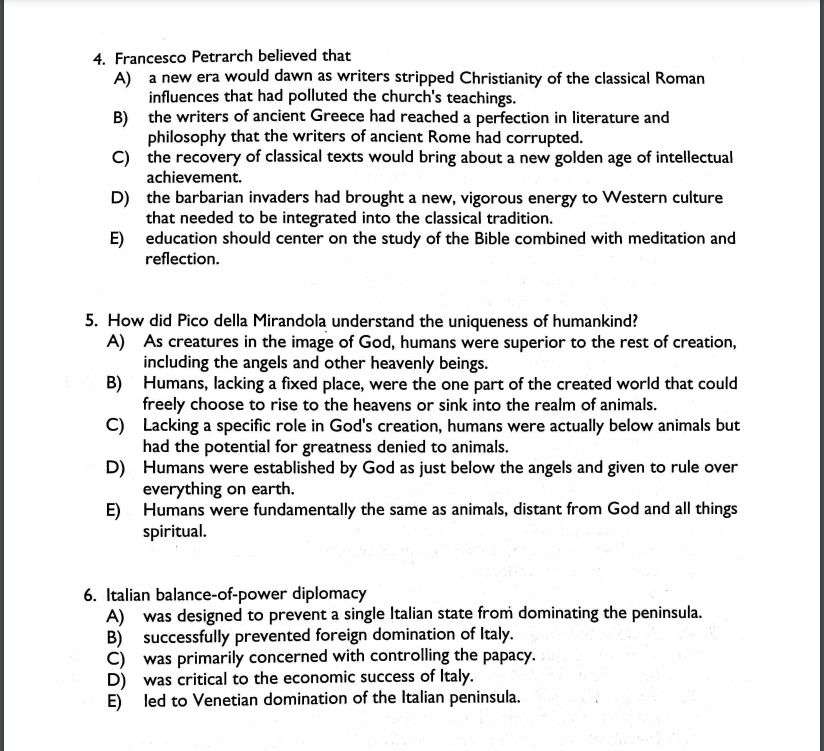 4. Francesco Petrarch believed that
A) a new era would dawn as writers stripped Christianity of the classical Roman
influences that had polluted the church's teachings.
B) the writers of ancient Greece had reached a perfection in literature and
philosophy that the writers of ancient Rome had corrupted.
C) the recovery of classical texts would bring about a new golden age of intellectual
achievement.
D) the barbarian invaders had brought a new, vigorous energy to Western culture
that needed to be integrated into the classical tradition.
E) education should center on the study of the Bible combined with meditation and
reflection.
5. How did Pico della Mirandola understand the uniqueness of humankind?
A) As creatures in the image of God, humans were superior to the rest of creation,
including the angels and other heavenly beings.
B) Humans, lacking a fixed place, were the one part of the created world that could
freely choose to rise to the heavens or sink into the realm of animals.
C) Lacking a specific role in God's creation, humans were actually below animals but
had the potential for greatness denied to animals.
D) Humans were established by God as just below the angels and given to rule over
everything on earth.
E) Humans were fundamentally the same as animals, distant from God and all things
spiritual.
6. Italian balance-of-power diplomacy
A) was designed to prevent a single Italian state from dominating the peninsula.
B) successfully prevented foreign domination of Italy.
C) was primarily concerned with controlling the papacy.
D) was critical to the economic success of Italy.
E) led to Venetian domination of the Italian peninsula.